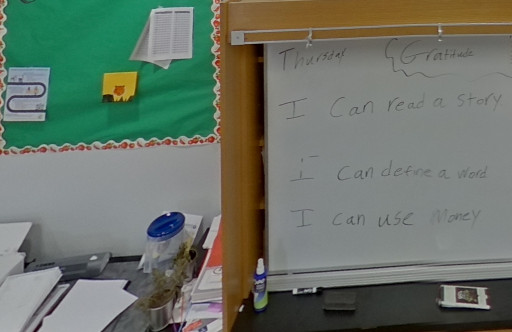 Thursday
Gratitude
I Can read a Story
I Can define a Word
I Can use Money